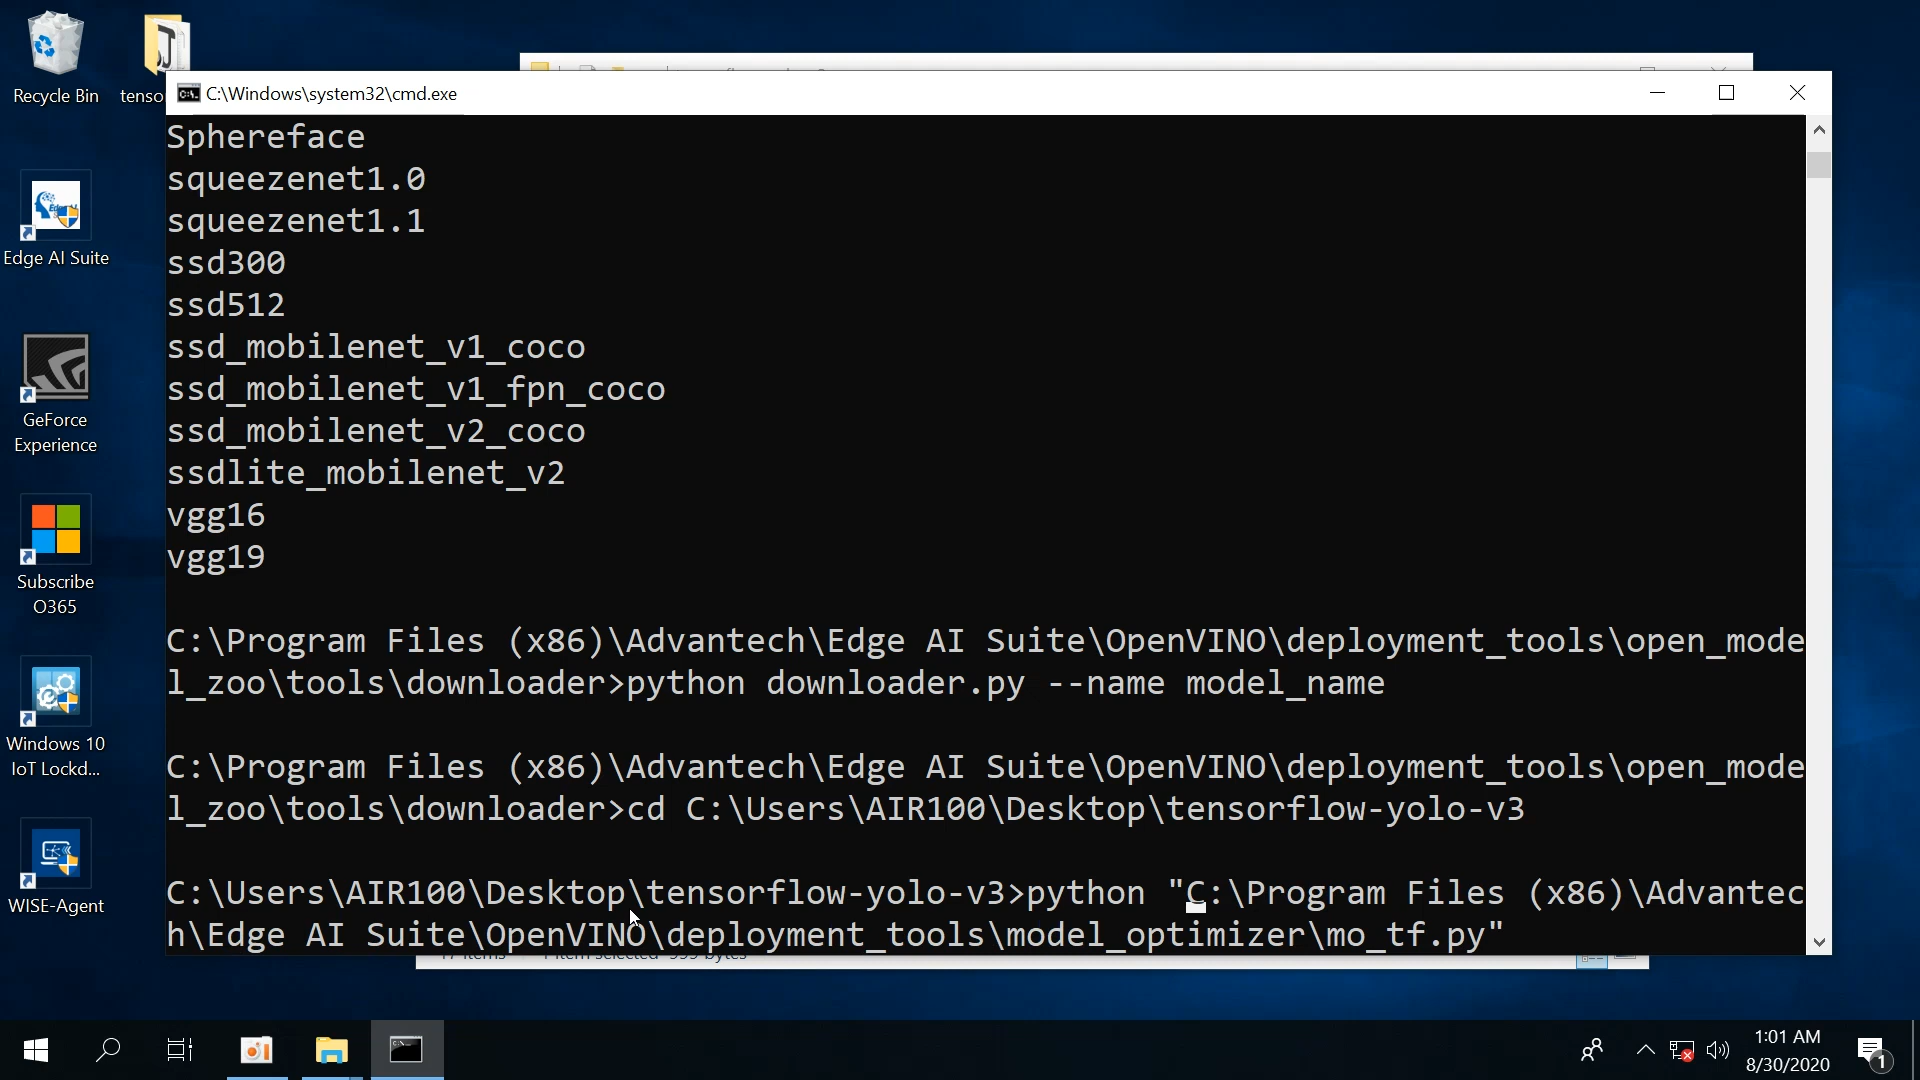 Recycle Bin
tenso
Edge AI Suite
GeForce
Experience
Subscribe
O365
Windows 10
IoT Lockd...
WISE-Agent
C:\Windows\system32\cmd.exe
Sphereface
squeezenet1.0
squeezenet1.1
ssd300
ssd512
ssd_mobilenet_v1_coco
ssd_mobilenet_v1_fpn_coco
ssd_mobilenet_v2_coco
ssdlite_mobilenet_v2
vgg16
vgg19
C:\Program Files (x86)\Advantech\Edge AI Suite\OpenVINO\deployment_tools\open_mode
l_zoo\tools\downloader>python downloader.py --name model_name
C:\Program Files (x86)\Advantech\Edge AI Suite\OpenVINO\deployment_tools\open_mode
l_zoo\tools\downloader>cd C:\Users\AIR100\Desktop\tensorflow-yolo-v3
C:\Users\AIR100\Desktop\tensorflow-yolo-v3>python "C:\Program Files (x86)\Advantec
h\Edge AI Suite\OpenVINO\deployment_tools\model_optimizer\mo_tf.py"
1:01 AM
8/30/2020
1